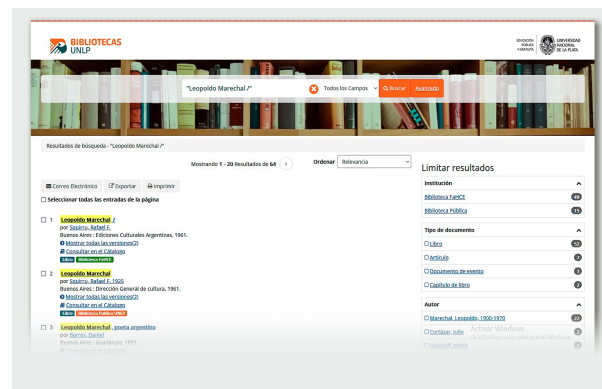 BIBLIOTECAS
UNLP
EDUCACIÓN
PÚBLICA
Y GRATUITA
UNIVERSIDAD
NACIONAL
DE LA PLATA
"Leopoldo Marechal /"
Todos los Campos
Buscar
Avanzado
Resultados de búsqueda - "Leopoldo Marechal /"
Mostrando 1 - 20 Resultados de 64
Ordenar
Relevancia
Correo Electrónico
Exportar
Imprimir
Seleccionar todas las entradas de la página
1 Leopoldo Marechal /
por Squirru, Rafael F.
Buenos Aires : Ediciones Culturales Argentinas, 1961.
Mostrar todas las versiones(2)
Consultar en el Cátalogo
Libro Biblioteca FaHCE
2 Leopoldo Marechal
por Squirru, Rafael F. 1925
Buenos Aires : Dirección General de cultura, 1961.
Mostrar todas las versiones(2)
Consultar en el Cátalogo
Libro Biblioteca Pública UNLP
3 Leopoldo Marechal, poeta argentino
por Barros, Daniel
Buenos Aires : Guadalupe, 1971.
Limitar resultados
Institución
Biblioteca FaHCE 49
Biblioteca Pública 15
Tipo de documento
Libro 52
Artículo 7
Documento de evento
Capítulo de libro
Autor
Marechal, Leopoldo, 1900-1970 22
Cortázar, Julio
Activar Windows